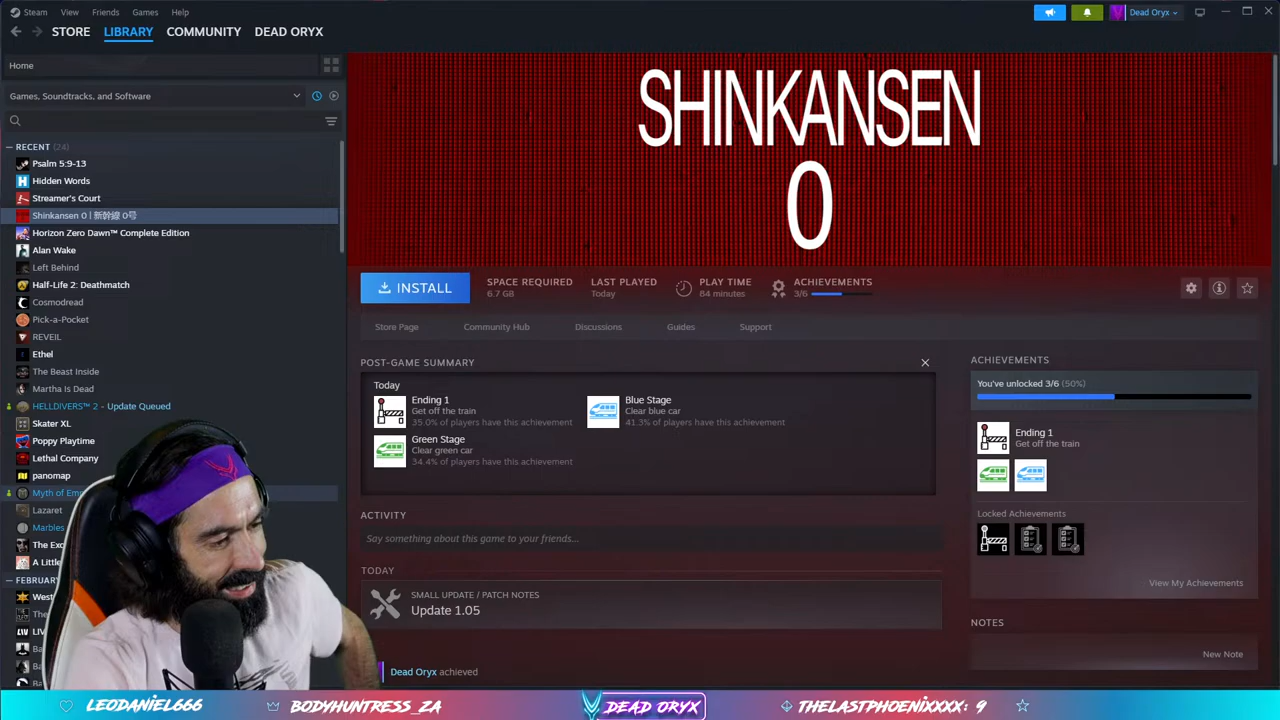 Steam View Friends Games Help
Dead Oryx
STORE LIBRARY COMMUNITY DEAD ORYX
Home
Games, Soundtracks, and Software
RECENT (24)
Psalm 5:9-13
Hidden Words
Streamer's Court
Shinkansen 0 | 新幹線 0号
Horizon Zero Dawn™ Complete Edition
Alan Wake
Left Behind
Half-Life 2: Deathmatch
Cosmodread
Pick-a-Pocket
REVEIL
Ethel
The Beast Inside
Martha Is Dead
HELLDIVERS™ 2 - Update Queued
Skater XL
Poppy Playtime
Lethal Company
panomap
Myth of
Lazaret
Marbles
A Little
SHINKANSEN
0
INSTALL
SPACE REQUIRED
6.7 GB
LAST PLAYED
Today
PLAY TIME
84 minutes
ACHIEVEMENTS
3/6
Store Page Community Hub Discussions Guides Support
POST-GAME SUMMARY
Today
Ending 1
Get off the train
35.0% of players have this achievement
Blue Stage
Clear blue car
41.3% of players have this achievement
Green Stage
Clear green car
34.4% of players have this achievement
ACTIVITY
Say something about this game to your friends...
TODAY
SMALL UPDATE / PATCH NOTES
Update 1.05
Dead Oryx achieved
ACHIEVEMENTS
You've unlocked 3/6 (50%)
Ending 1
Get off the train
Locked Achievements
View My Achievements
NOTES
New Note
LEODANIEL666 BODYHUNTRESS_ZA DEAD ORYX THELASTPHOENIXXXX: 9